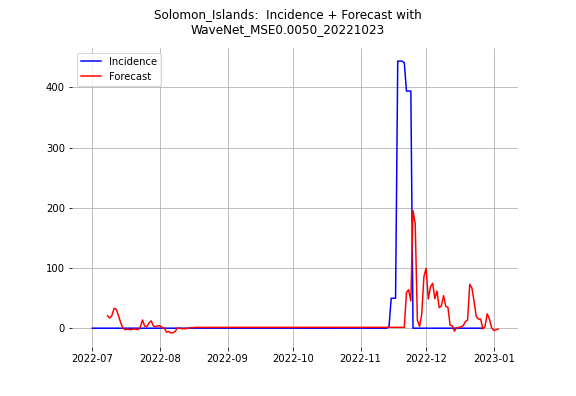 Solomon_Islands:  Incidence + Forecast with
WaveNet_MSE0.0050_20221023
Incidence
Forecast
400
300
200
100
0
2022-07 2022-08 2022-09 2022-10 2022-11 2022-12 2023-01